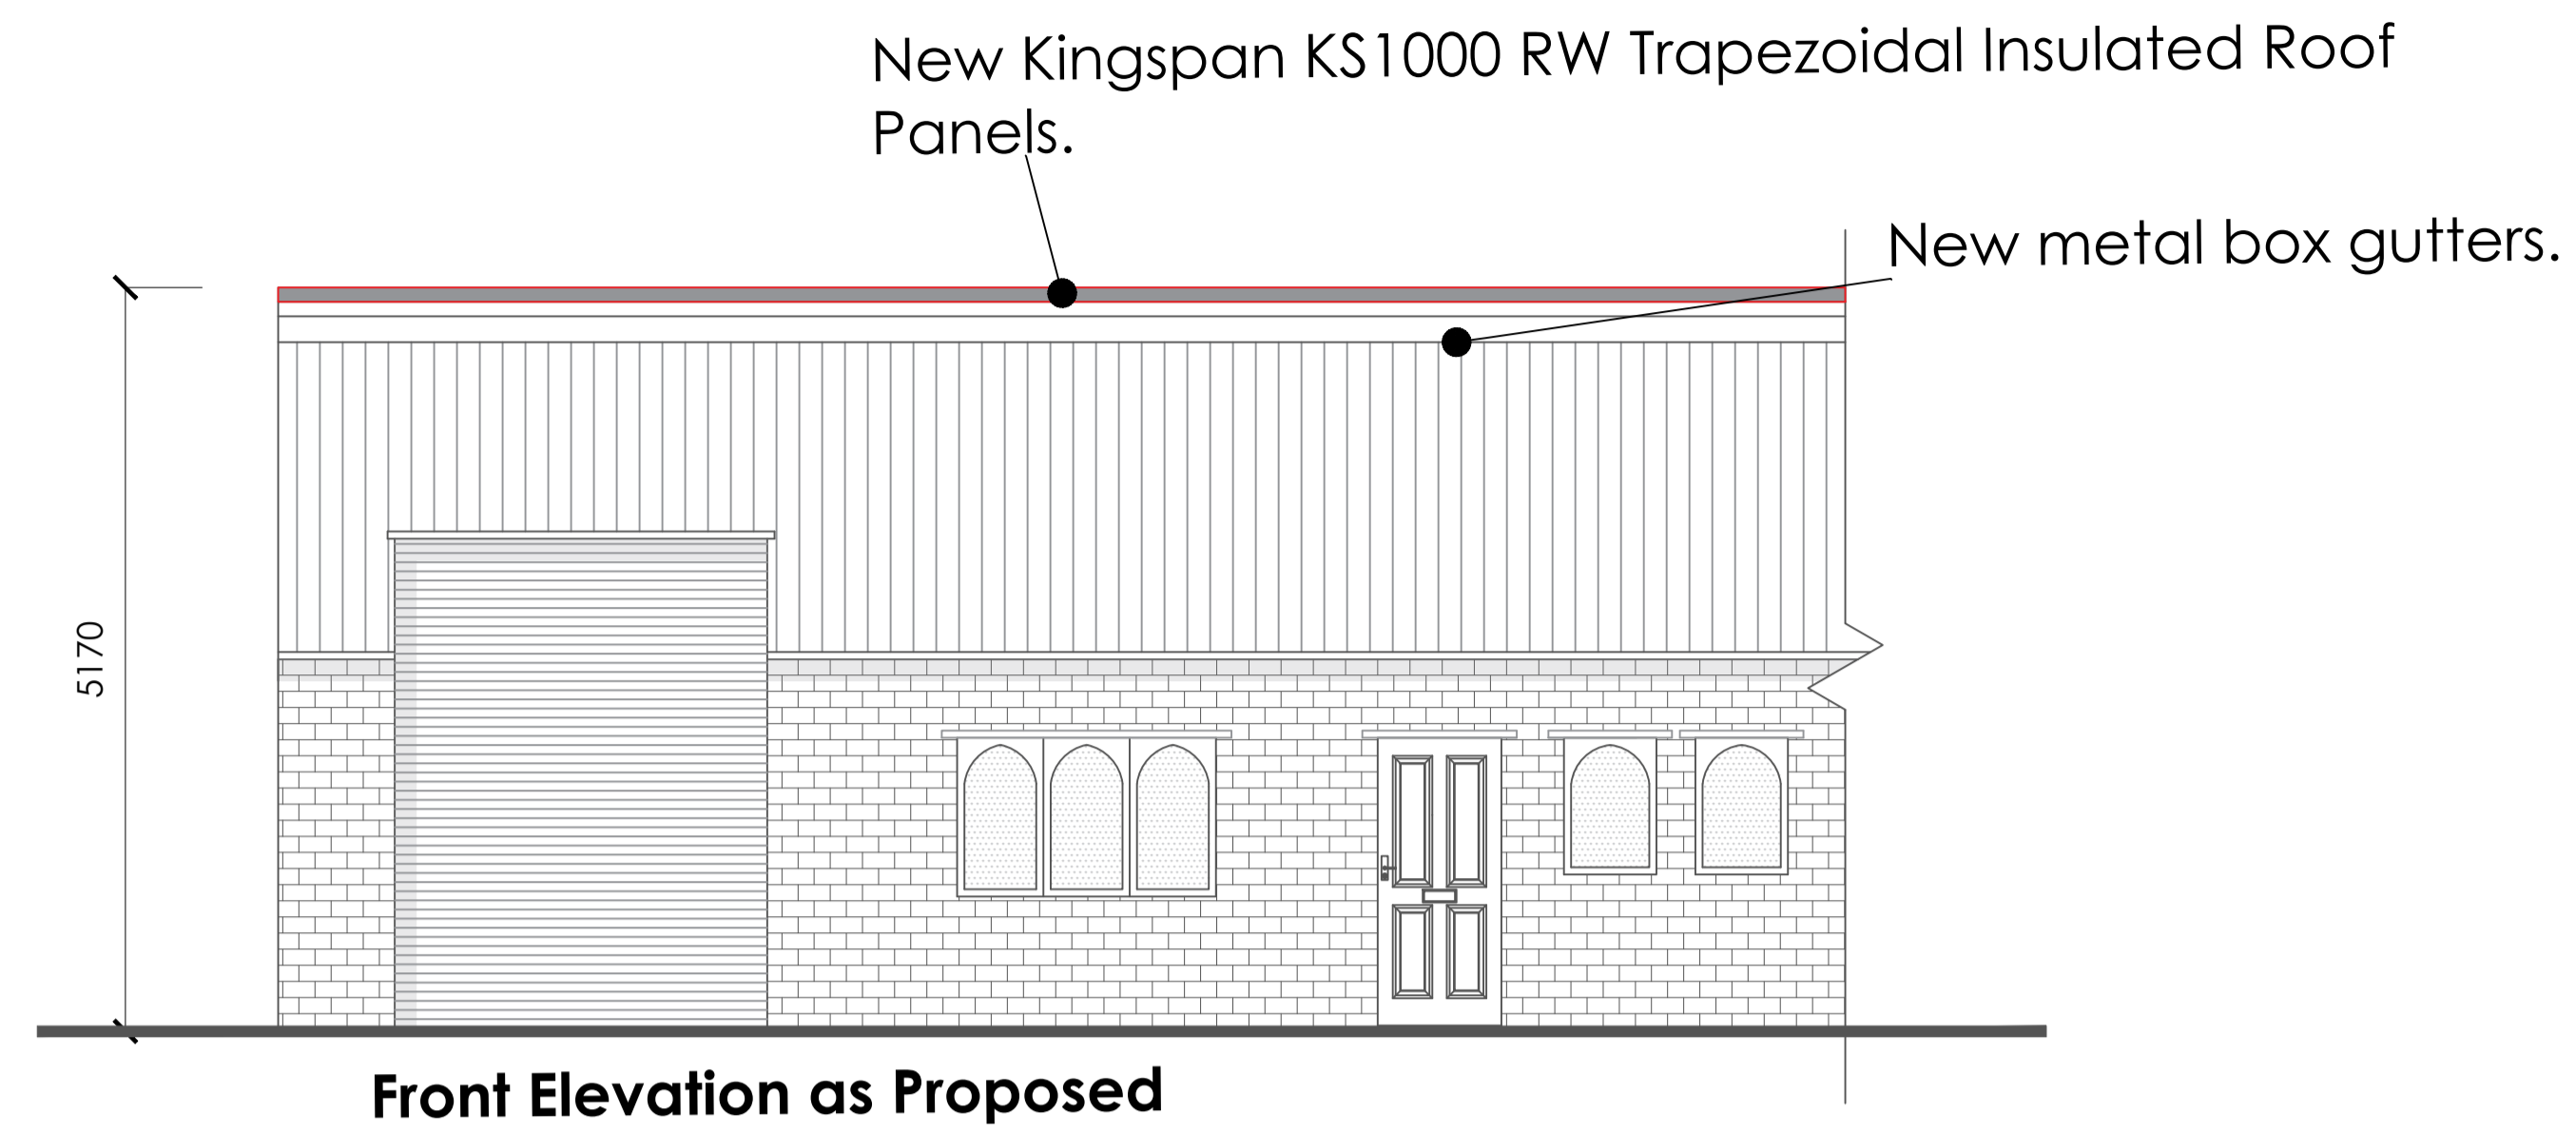 New Kingspan KS1000 RW Trapezoidal Insulated Roof
Panels.
New metal box gutters.
5170
Front Elevation as Proposed